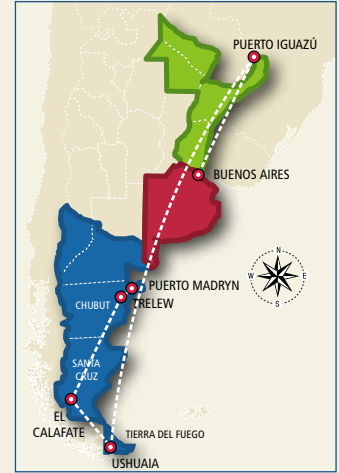 PUERTO IGUAZÚ
BUENOS AIRES
N
W
E
S
PUERTO MADRYN
TRELEW
CHUBUT
SANTA
CRUZ
EL
CALAFATE
TIERRA DEL FUEGO
USHUAIA